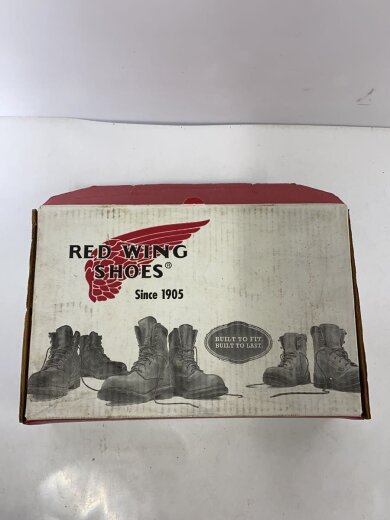 RED WING
SHOES®
Since 1905
BUILT TO FIT.
BUILT TO LAST.